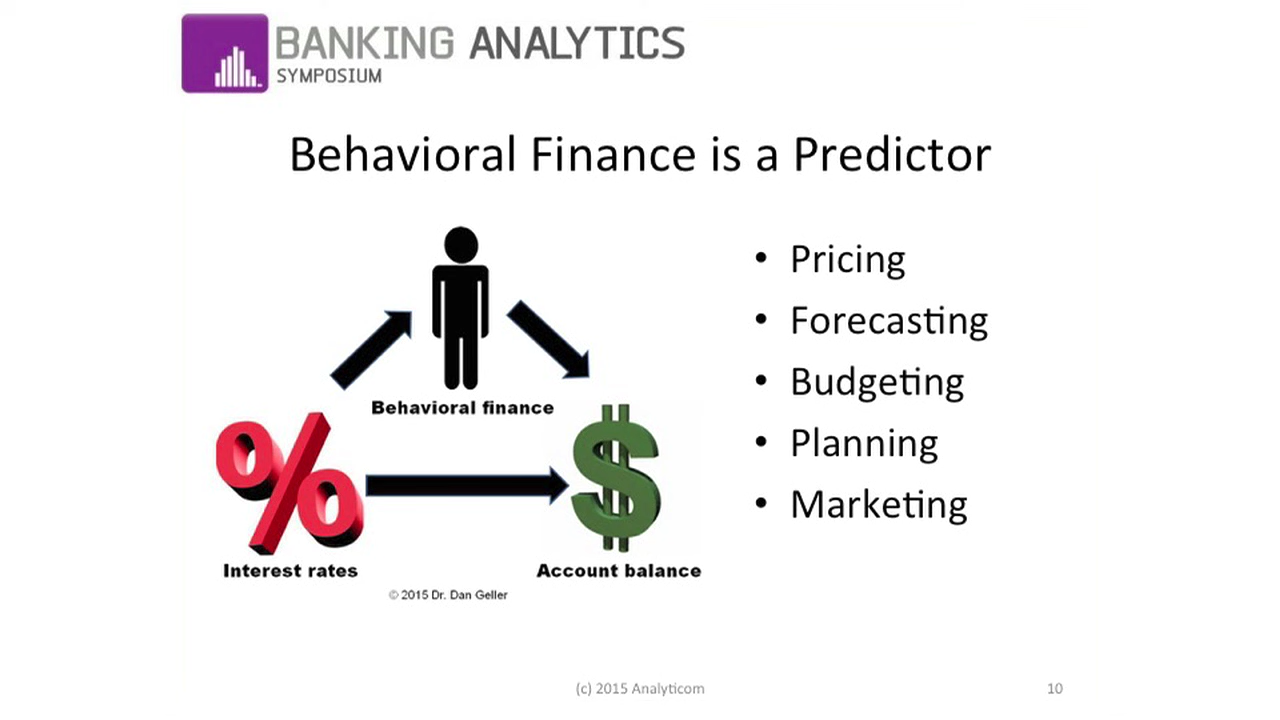 BANKING ANALYTICS
SYMPOSIUM
Behavioral Finance is a Predictor
Behavioral finance
Interest rates
Account balance
© 2015 Dr. Dan Geller
• Pricing
• Forecasting
• Budgeting
• Planning
• Marketing
(c) 2015 Analyticom
10